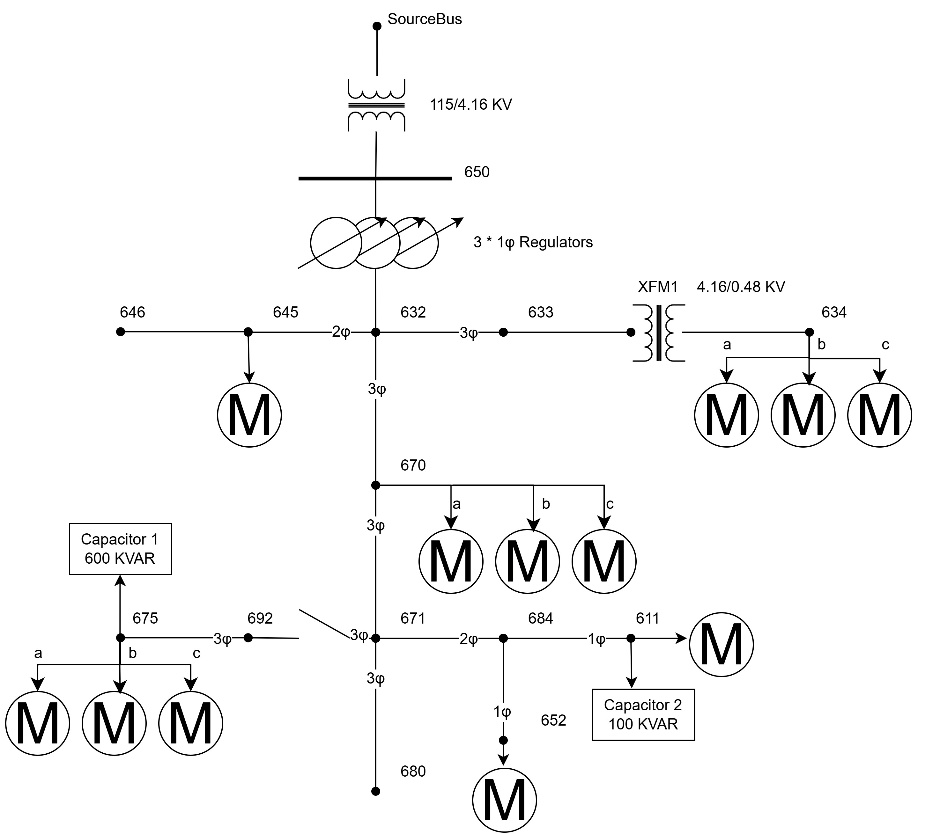 SourceBus
115/4.16 KV
650
3 * 1φ Regulators
XFM1 4.16/0.48 KV
646 645 632 633 634
2φ 3φ
a b c
M
M M M
3φ
670
3φ
a b c
M M M
Capacitor 1
600 KVAR
675 692 671 684 611
3φ 3φ 2φ 1φ
M
a b c
3φ
M M M
Capacitor 2
100 KVAR
1φ
652
680
M